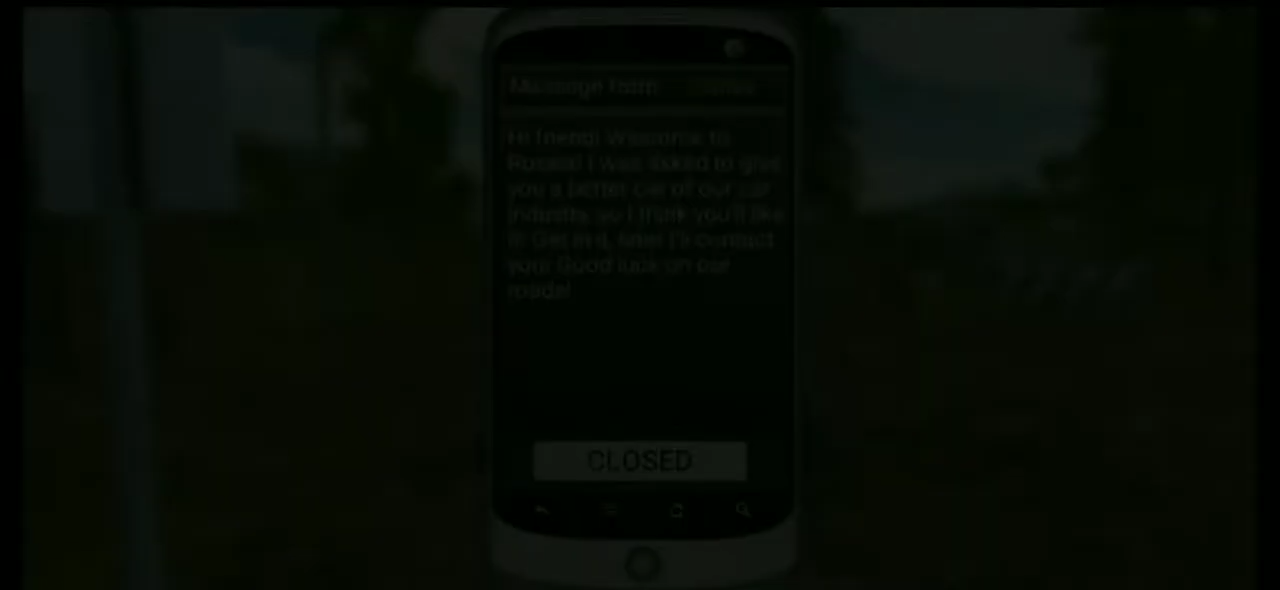 Message from
Hi friend! Welcome to
Russia! I was asked to give
you a better car of our car
industry, so I think you'll like
it! Get in it, later I'll contact
you! Good luck on our
roads!
CLOSED